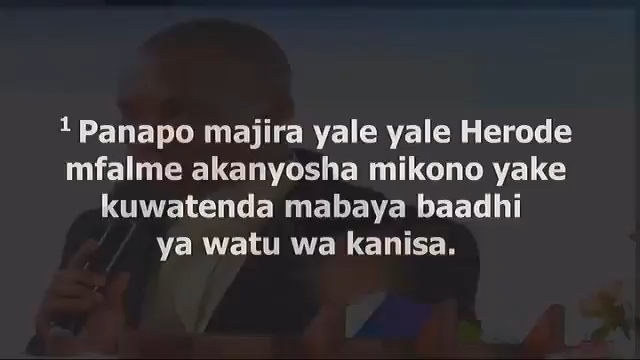 1 Panapo majira yale yale Herode
mfalme akanyosha mikono yake
kuwatenda mabaya baadhi
ya watu wa kanisa.